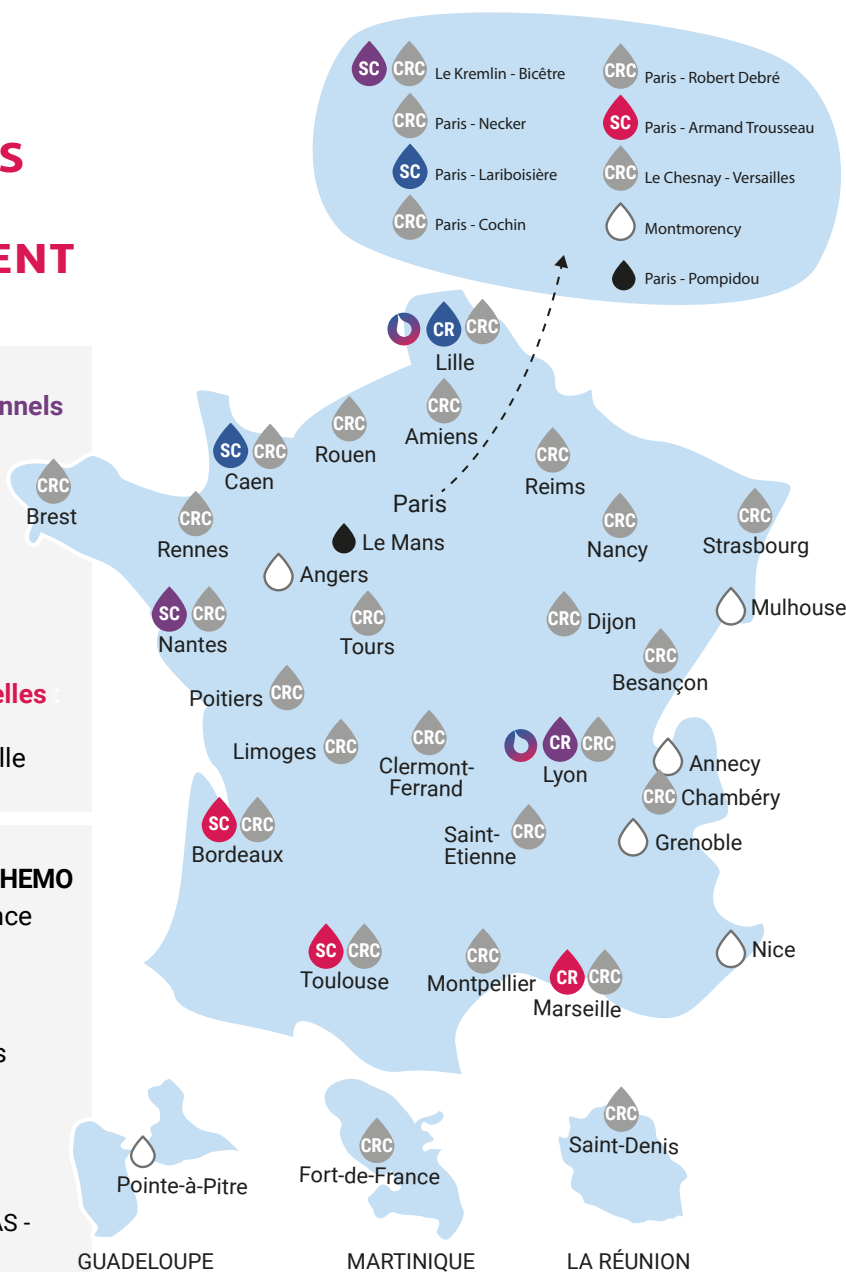 S
ENT
nnels
elles :
lle
HEMO
nce
s
AS -
SC CRC Le Kremlin - Bicêtre
CRC Paris - Necker
SC Paris - Lariboisière
CRC Paris - Cochin
CRC Paris - Robert Debré
SC Paris - Armand Trousseau
CRC Le Chesnay - Versailles
Montmorency
Paris - Pompidou
CR CRC
Lille
CRC
Amiens
CRC
Rouen
SC CRC
Caen
CRC
Reims
CRC
Brest
CRC
Rennes
Paris
CRC
Nancy
CRC
Strasbourg
Le Mans
Angers
Mulhouse
SC CRC
Nantes
CRC
Tours
CRC Dijon
CRC
Besançon
Poitiers CRC
Limoges CRC
CRC
Clermont-
Ferrand
CR CRC
Lyon
Annecy
CRC Chambéry
Grenoble
SC CRC
Bordeaux
Saint-
Etienne
CRC
SC CRC
Toulouse
CRC
Montpellier
CR CRC
Marseille
Nice
Pointe-à-Pitre
GUADELOUPE
CRC
Fort-de-France
MARTINIQUE
CRC
Saint-Denis
LA RÉUNION